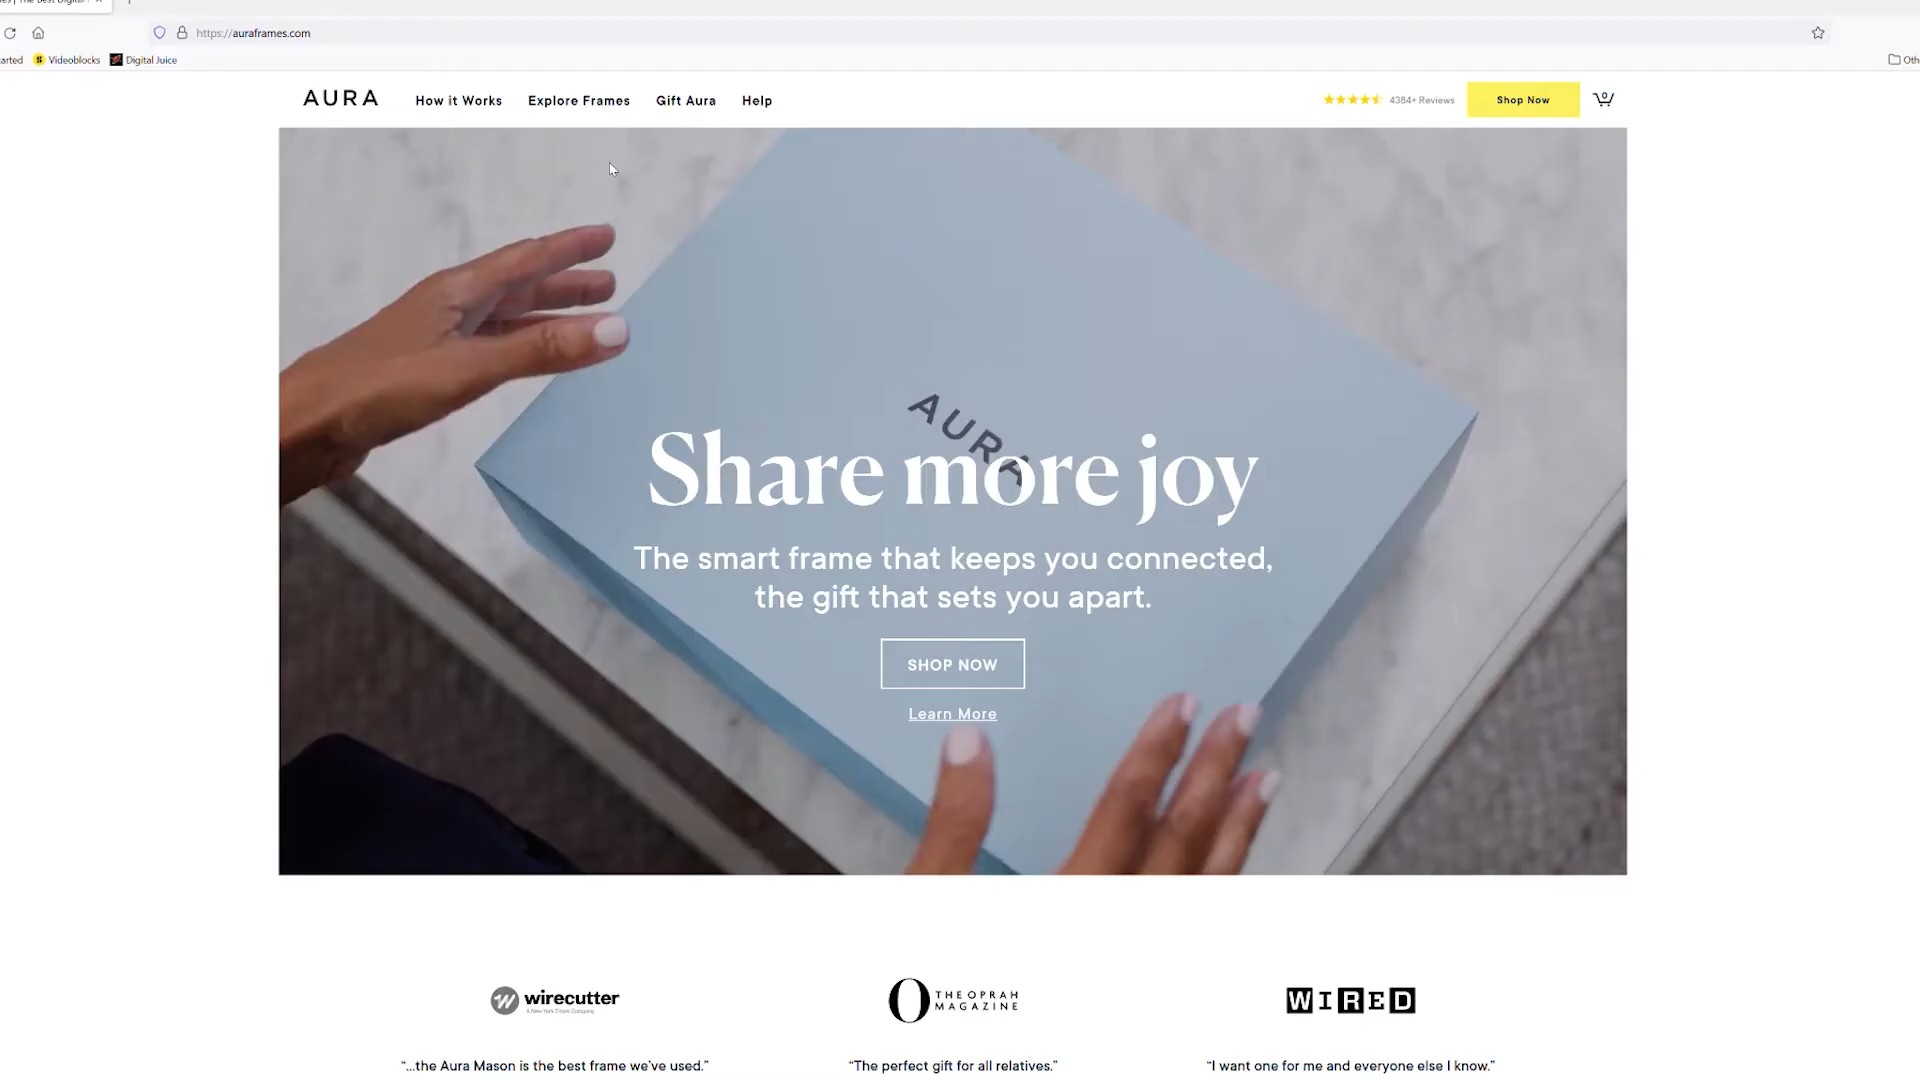 https://auraframes.com
Videoblocks
Digital Juice
AURA
How it Works
Explore Frames
Gift Aura
Help
4384+ Reviews
Shop Now
0
AURA
Share more joy
The smart frame that keeps you connected,
the gift that sets you apart.
SHOP NOW
Learn More
wirecutter
A New York Times Company
THE OPRAH
MAGAZINE
WIRED
“...the Aura Mason is the best frame we’ve used.”
“The perfect gift for all relatives.”
“I want one for me and everyone else I know.”